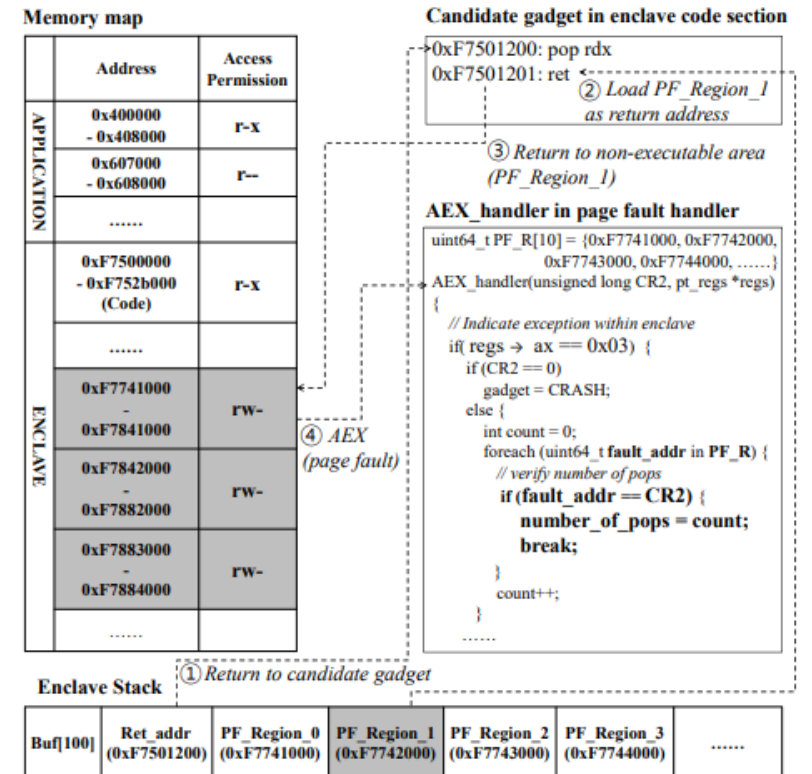 Memory map
Address
Access
Permission
APPLICATION
0x400000
- 0x408000
r-x
0x607000
- 0x608000
r--
......
ENCLAVE
0xF7500000
- 0xF752b000
(Code)
r-x
......
0xF7741000
-
0xF7841000
rw-
0xF7842000
-
0xF7882000
rw-
0xF7883000
-
0xF7884000
rw-
......
Candidate gadget in enclave code section
0xF7501200: pop rdx
0xF7501201: ret
② Load PF_Region_1
as return address
③ Return to non-executable area
(PF_Region_1)
④ AEX
(page fault)
AEX_handler in page fault handler
uint64_t PF_R[10] = {0xF7741000, 0xF7742000,
0xF7743000, 0xF7744000, ......}
AEX_handler(unsigned long CR2, pt_regs *regs)
{
// Indicate exception within enclave
if( regs → ax == 0x03) {
if (CR2 == 0)
gadget = CRASH;
else {
int count = 0;
foreach (uint64_t fault_addr in PF_R) {
// verify number of pops
if (fault_addr == CR2) {
number_of_pops = count;
break;
}
count++;
}
......
① Return to candidate gadget
Enclave Stack
Buf[100]
Ret_addr
(0xF7501200)
PF_Region_0
(0xF7741000)
PF_Region_1
(0xF7742000)
PF_Region_2
(0xF7743000)
PF_Region_3
(0xF7744000)
......